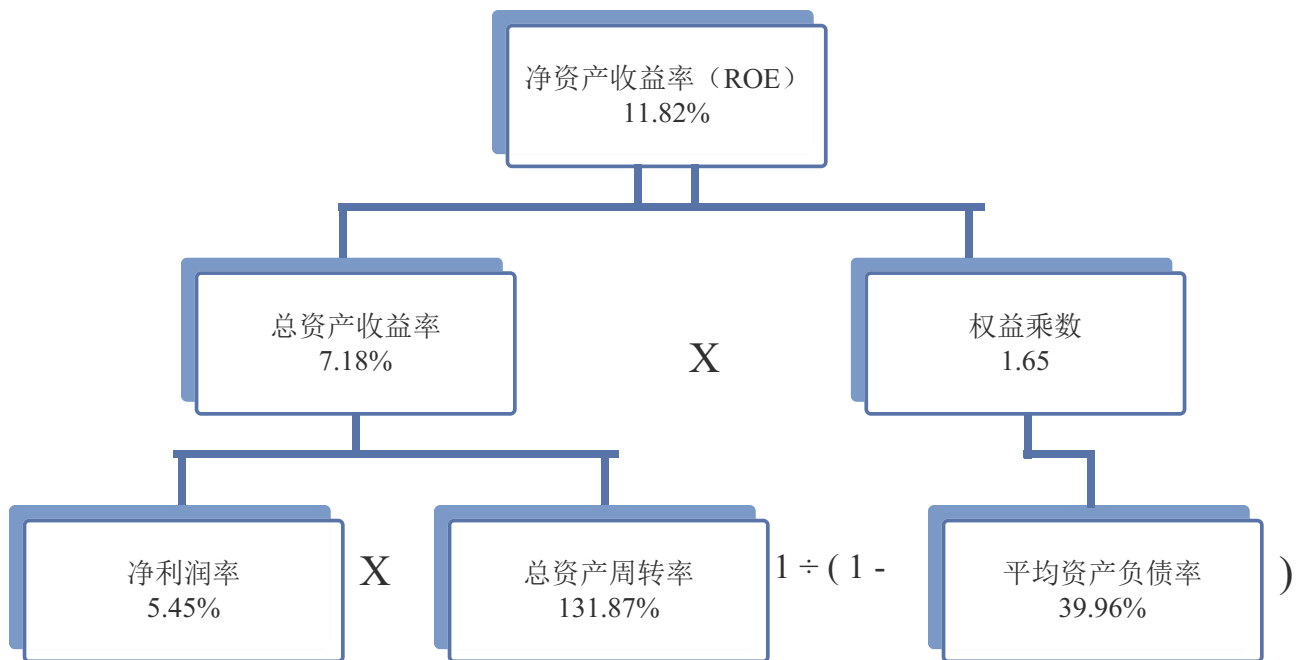 净资产收益率（ROE）
11.82%
总资产收益率
7.18%
X
权益乘数
1.65
净利润率
5.45%
X
总资产周转率
131.87%
1 ÷ ( 1 -
平均资产负债率
39.96%
)